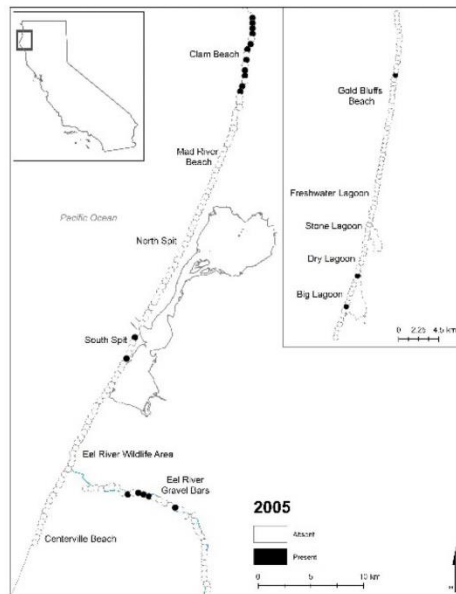 Clam Beach
Gold Bluffs
Beach
Mad River
Beach
Freshwater Lagoon
Pacific Ocean
Stone Lagoon
North Spit
Dry Lagoon
Big Lagoon
0 2.25 4.5 km
South Spit
Eel River Wildlife Area
Eel River
Gravel Bars
2005
Absent
Present
Centerville Beach
0 5 10 km